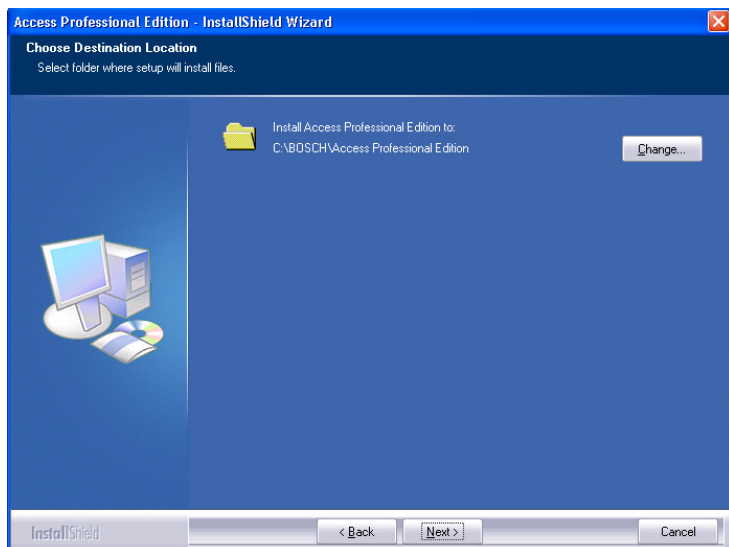 Access Professional Edition - InstallShield Wizard
Choose Destination Location
Select folder where setup will install files.
Install Access Professional Edition to:
C:\BOSCH\Access Professional Edition
Change...
InstallShield
< Back
Next >
Cancel